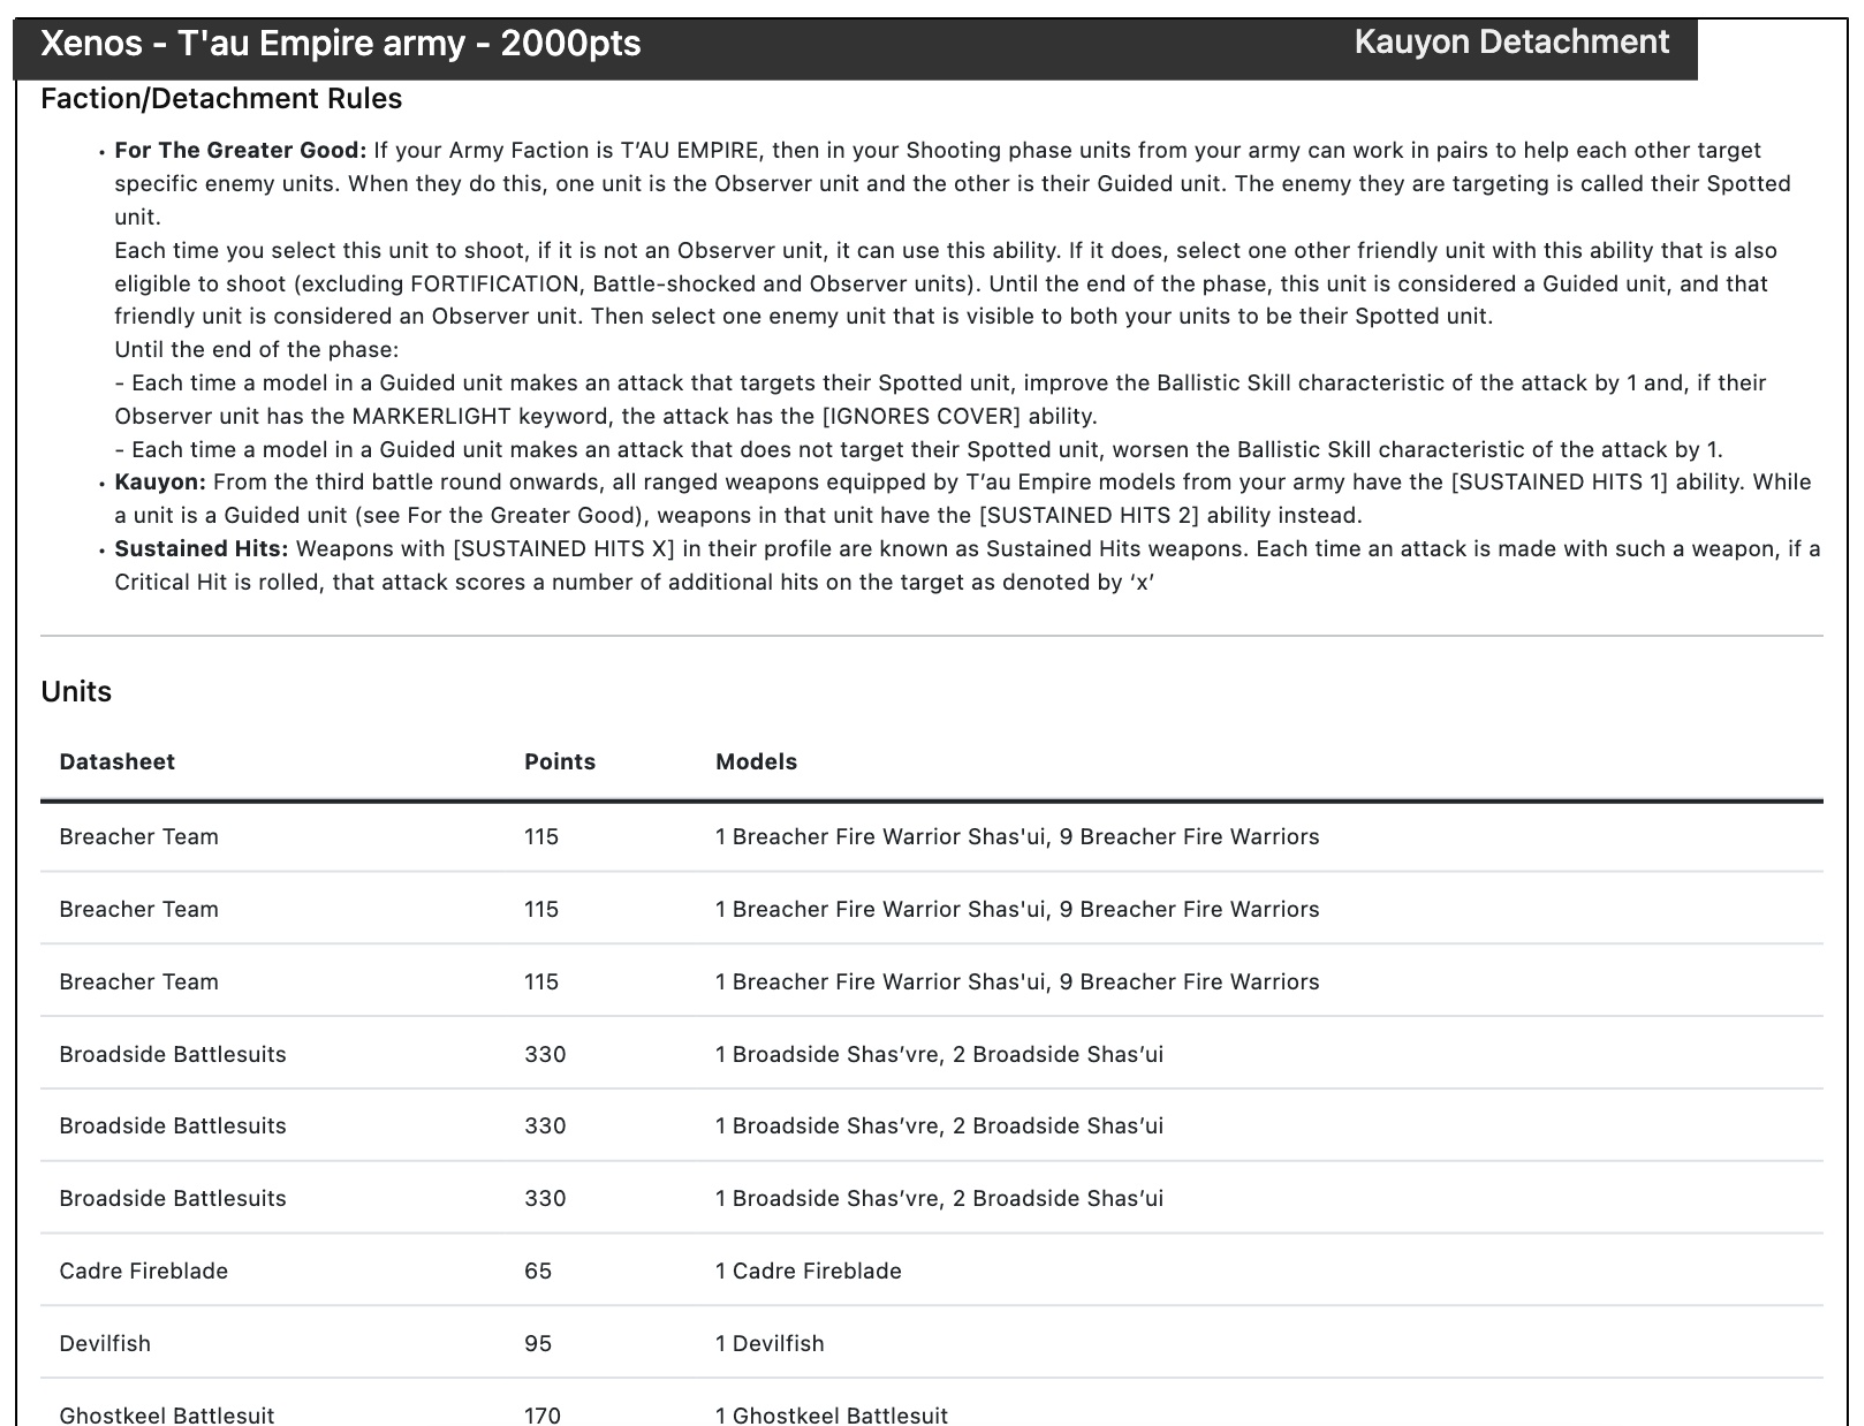 Xenos - T'au Empire army - 2000pts
Kauyon Detachment
Faction/Detachment Rules
• For The Greater Good: If your Army Faction is T’AU EMPIRE, then in your Shooting phase units from your army can work in pairs to help each other target
specific enemy units. When they do this, one unit is the Observer unit and the other is their Guided unit. The enemy they are targeting is called their Spotted
unit.
Each time you select this unit to shoot, if it is not an Observer unit, it can use this ability. If it does, select one other friendly unit with this ability that is also
eligible to shoot (excluding FORTIFICATION, Battle-shocked and Observer units). Until the end of the phase, this unit is considered a Guided unit, and that
friendly unit is considered an Observer unit. Then select one enemy unit that is visible to both your units to be their Spotted unit.
Until the end of the phase:
- Each time a model in a Guided unit makes an attack that targets their Spotted unit, improve the Ballistic Skill characteristic of the attack by 1 and, if their
Observer unit has the MARKERLIGHT keyword, the attack has the [IGNORES COVER] ability.
- Each time a model in a Guided unit makes an attack that does not target their Spotted unit, worsen the Ballistic Skill characteristic of the attack by 1.
• Kauyon: From the third battle round onwards, all ranged weapons equipped by T’au Empire models from your army have the [SUSTAINED HITS 1] ability. While
a unit is a Guided unit (see For the Greater Good), weapons in that unit have the [SUSTAINED HITS 2] ability instead.
• Sustained Hits: Weapons with [SUSTAINED HITS X] in their profile are known as Sustained Hits weapons. Each time an attack is made with such a weapon, if a
Critical Hit is rolled, that attack scores a number of additional hits on the target as denoted by ‘x’
Units
Datasheet Points Models
Breacher Team 115 1 Breacher Fire Warrior Shas'ui, 9 Breacher Fire Warriors
Breacher Team 115 1 Breacher Fire Warrior Shas'ui, 9 Breacher Fire Warriors
Breacher Team 115 1 Breacher Fire Warrior Shas'ui, 9 Breacher Fire Warriors
Broadside Battlesuits 330 1 Broadside Shas’vre, 2 Broadside Shas’ui
Broadside Battlesuits 330 1 Broadside Shas’vre, 2 Broadside Shas’ui
Broadside Battlesuits 330 1 Broadside Shas’vre, 2 Broadside Shas’ui
Cadre Fireblade 65 1 Cadre Fireblade
Devilfish 95 1 Devilfish
Ghostkeel Battlesuit 170 1 Ghostkeel Battlesuit